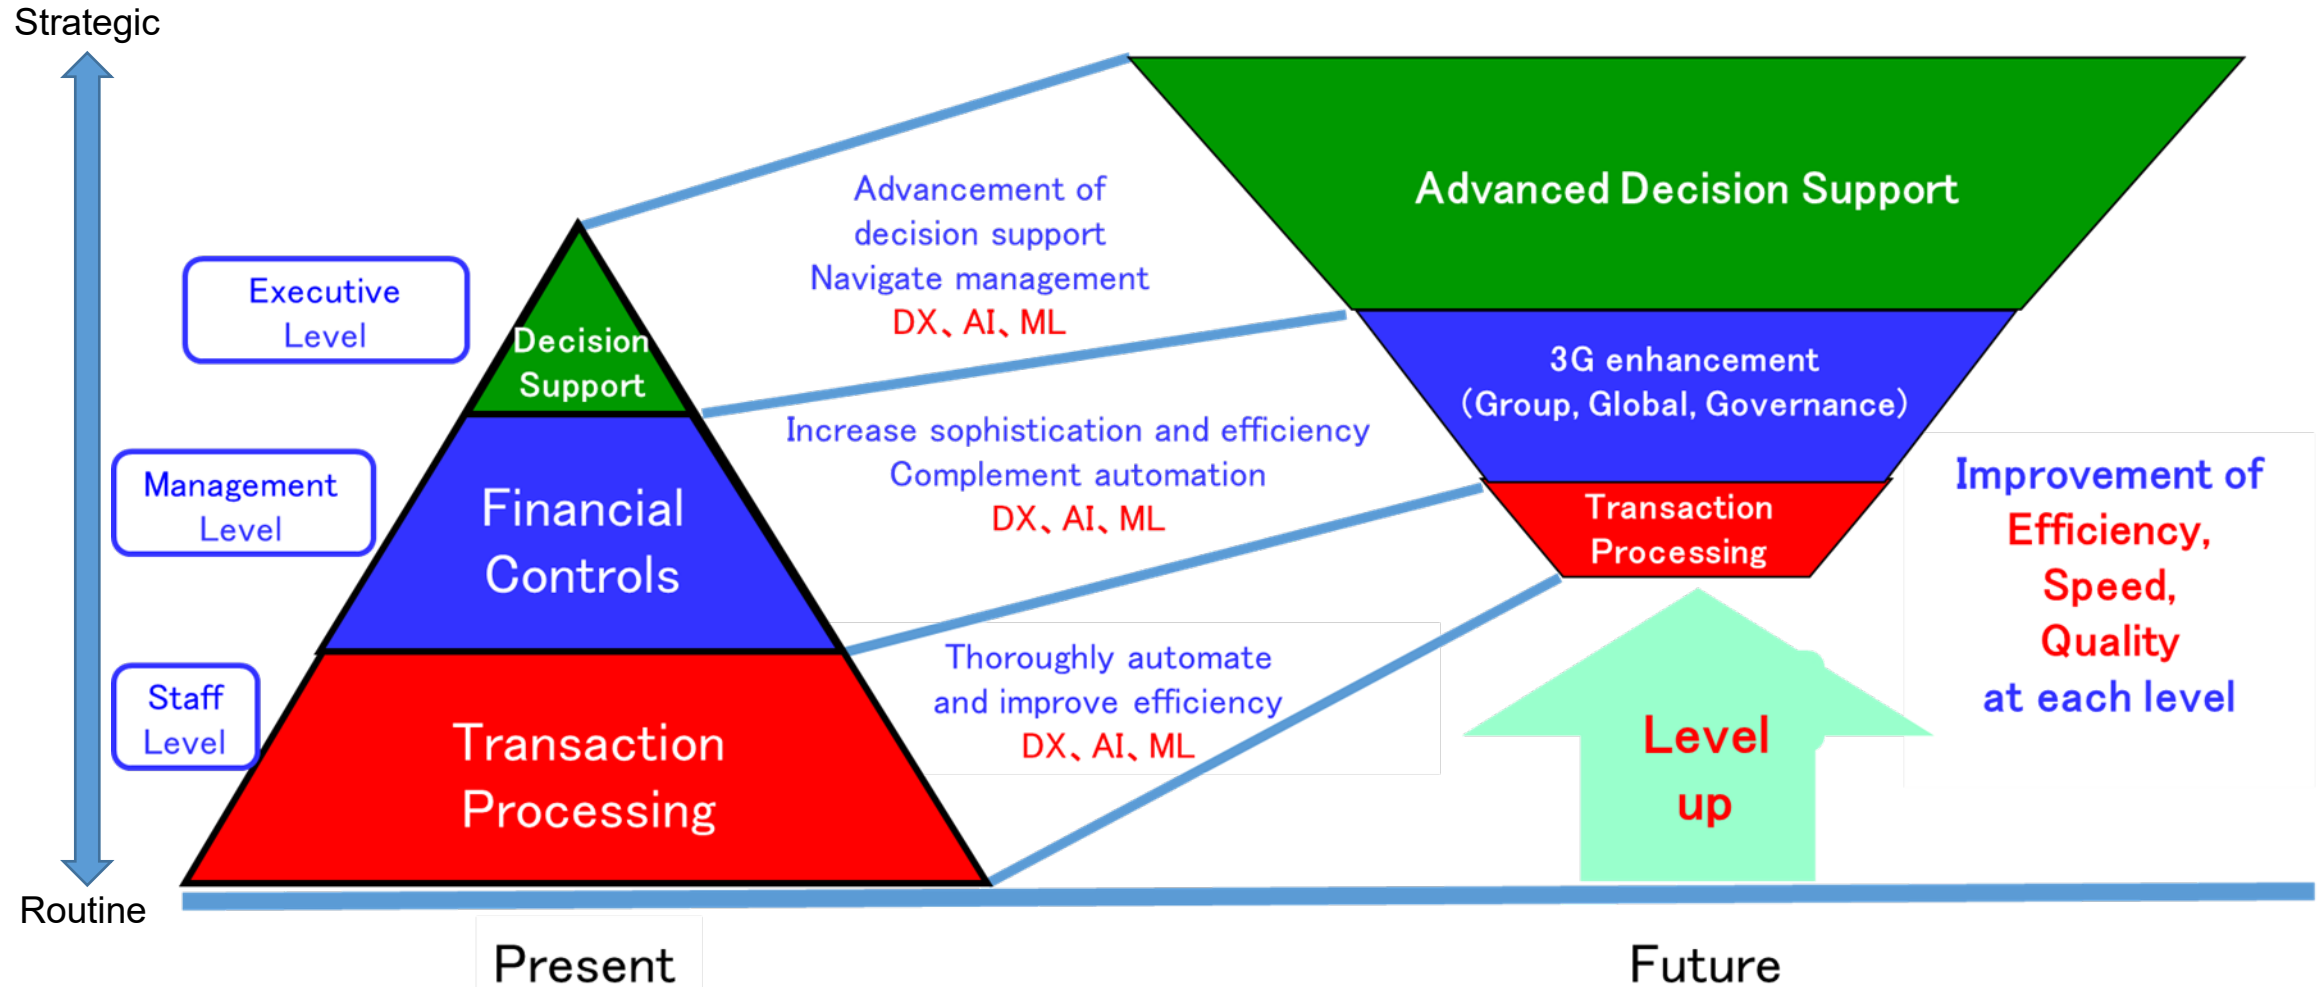 Strategic
Executive
Level
Management
Level
Staff
Level
Routine
Decision
Support
Financial
Controls
Transaction
Processing
Present
Advancement of
decision support
Navigate management
DX、AI、ML
Increase sophistication and efficiency
Complement automation
DX、AI、ML
Thoroughly automate
and improve efficiency
DX、AI、ML
Advanced Decision Support
3G enhancement
(Group, Global, Governance)
Transaction
Processing
Level
up
Improvement of
Efficiency,
Speed,
Quality
at each level
Future